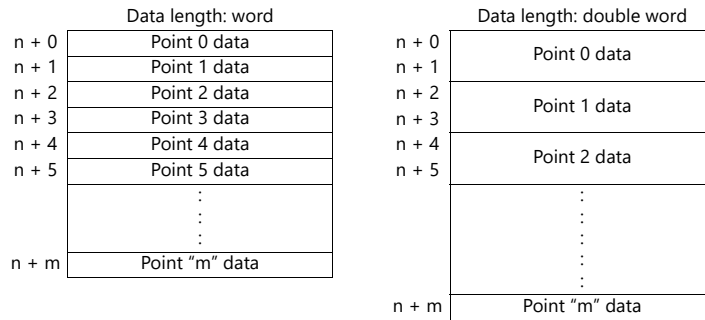 Data length: word
n + 0 Point 0 data
n + 1 Point 1 data
n + 2 Point 2 data
n + 3 Point 3 data
n + 4 Point 4 data
n + 5 Point 5 data
n + m Point “m” data
Data length: double word
n + 0
Point 0 data
n + 1
n + 2
Point 1 data
n + 3
n + 4
Point 2 data
n + 5
n + m Point “m” data